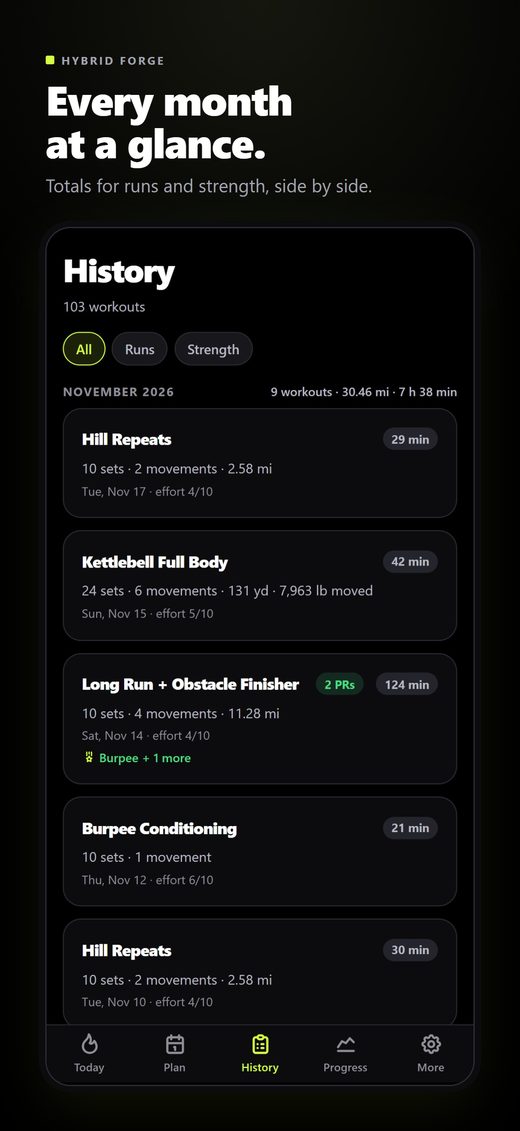 HYBRID FORGE
Every month
at a glance.
Totals for runs and strength, side by side.
History
103 workouts
All Runs Strength
NOVEMBER 2026 9 workouts · 30.46 mi · 7 h 38 min
Hill Repeats 29 min
10 sets · 2 movements · 2.58 mi
Tue, Nov 17 · effort 4/10
Kettlebell Full Body 42 min
24 sets · 6 movements · 131 yd · 7,963 lb moved
Sun, Nov 15 · effort 5/10
Long Run + Obstacle Finisher 2 PRs 124 min
10 sets · 4 movements · 11.28 mi
Sat, Nov 14 · effort 4/10
Burpee + 1 more
Burpee Conditioning 21 min
10 sets · 1 movement
Thu, Nov 12 · effort 6/10
Hill Repeats 30 min
10 sets · 2 movements · 2.58 mi
Tue, Nov 10 · effort 4/10
Today Plan History Progress More